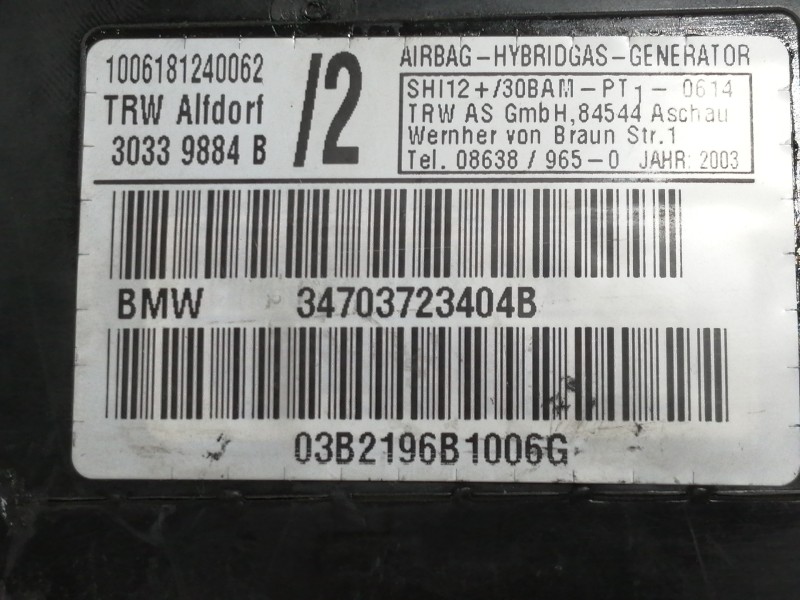 1006181240062
TRW Alfdorf
3033 9884 B
/2
AIRBAG-HYBRIDGAS-GENERATOR
SHI12+/30BAM-PT1-0614
TRW AS GmbH, 84544 Aschau
Wernher von Braun Str.1
Tel. 08638/965-0 JAHR: 2003
BMW 34703723404B
03B2196B1006G